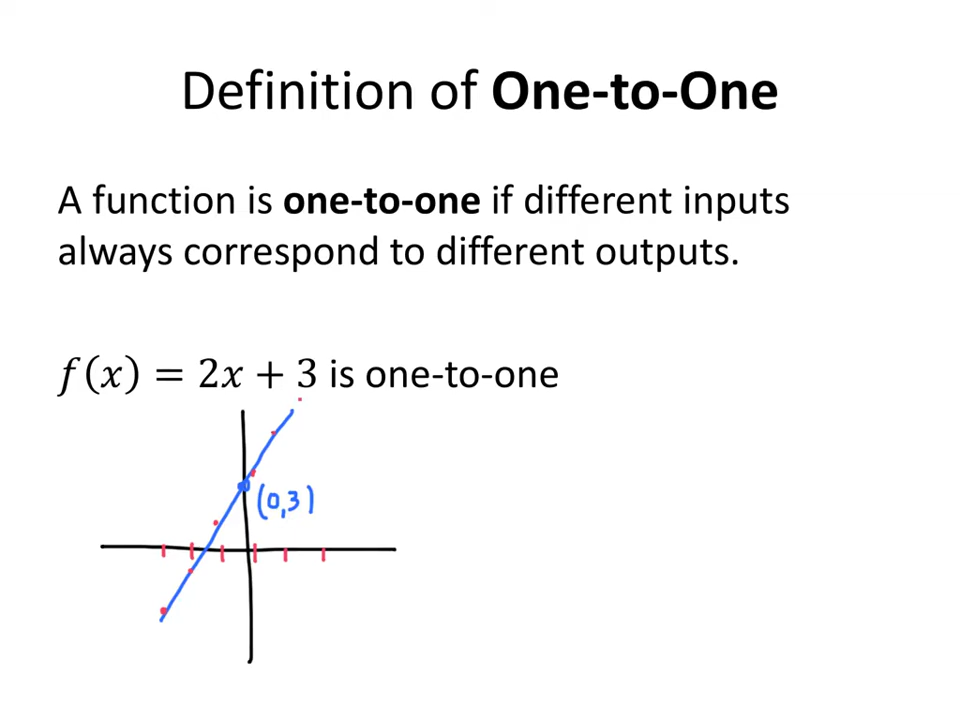 Definition of One-to-One
A function is one-to-one if different inputs
always correspond to different outputs.
f(x) = 2x + 3 is one-to-one
(0,3)